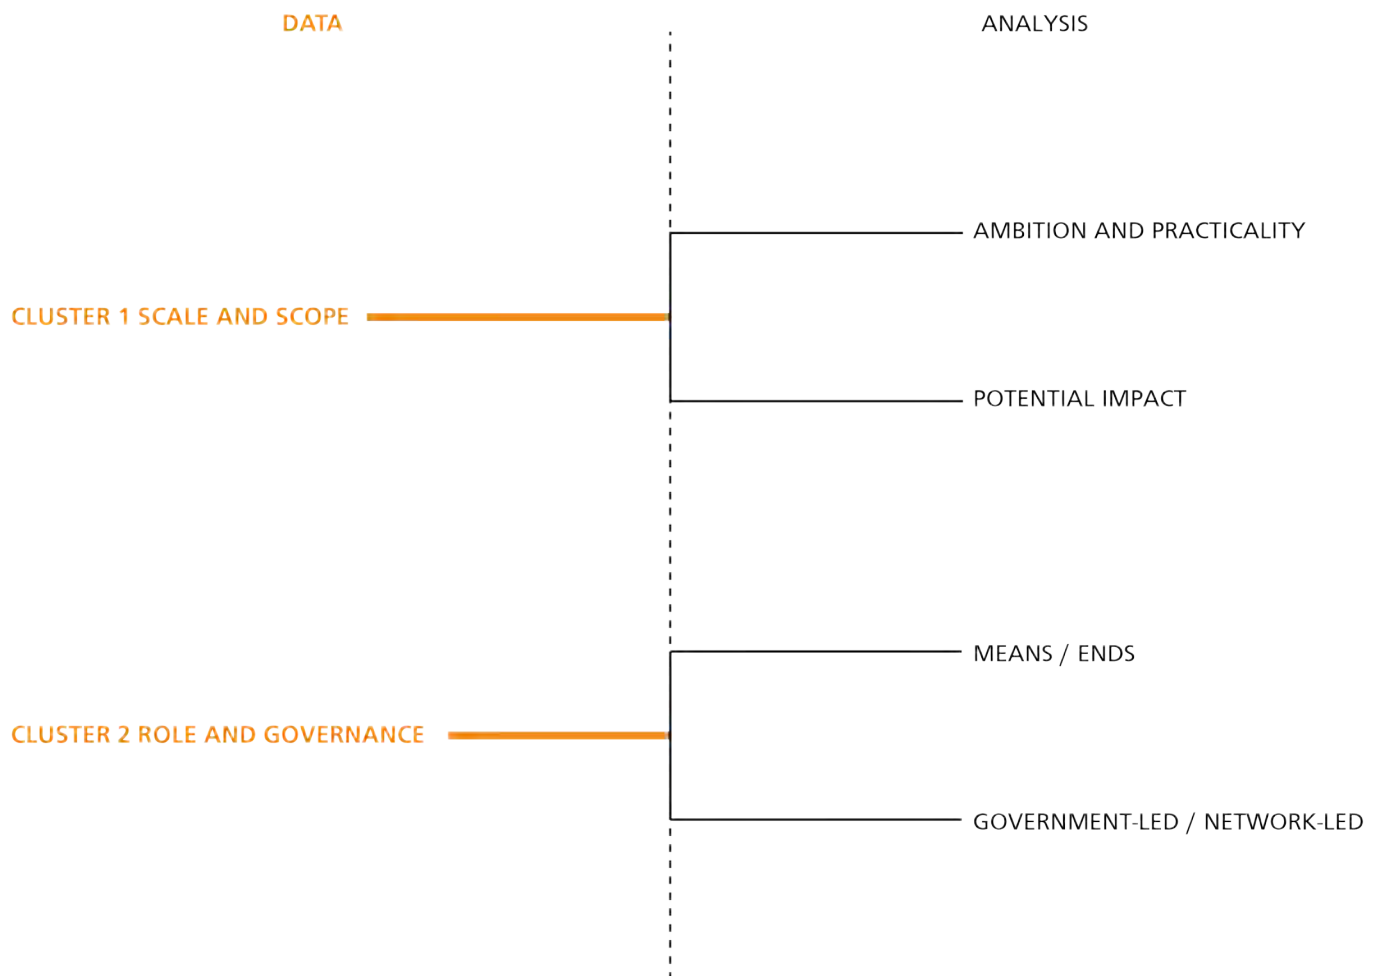 DATA
ANALYSIS
AMBITION AND PRACTICALITY
CLUSTER 1 SCALE AND SCOPE
POTENTIAL IMPACT
MEANS / ENDS
CLUSTER 2 ROLE AND GOVERNANCE
GOVERNMENT-LED / NETWORK-LED